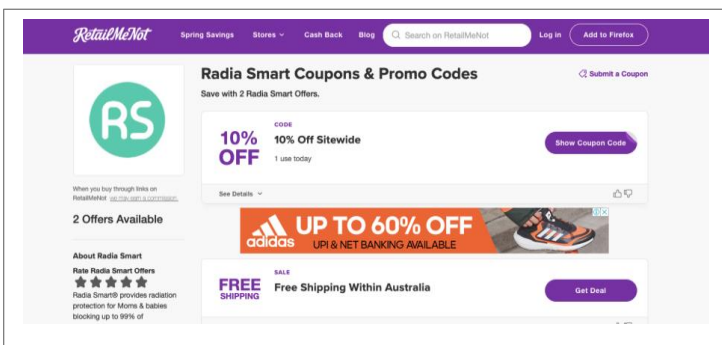 RetailMeNot Spring Savings Stores Cash Back Blog Search on RetailMeNot Log in Add to Firefox
RS
When you buy through links on
RetailMeNot we may earn a commission.
2 Offers Available
About Radia Smart
Rate Radia Smart Offers
Radia Smart® provides radiation
protection for Moms & babies
blocking up to 99% of
Radia Smart Coupons & Promo Codes
Submit a Coupon
Save with 2 Radia Smart Offers.
10%
OFF
CODE
10% Off Sitewide
1 use today
Show Coupon Code
See Details
adidas
UP TO 60% OFF
UPI & NET BANKING AVAILABLE
FREE
SHIPPING
SALE
Free Shipping Within Australia
Get Deal